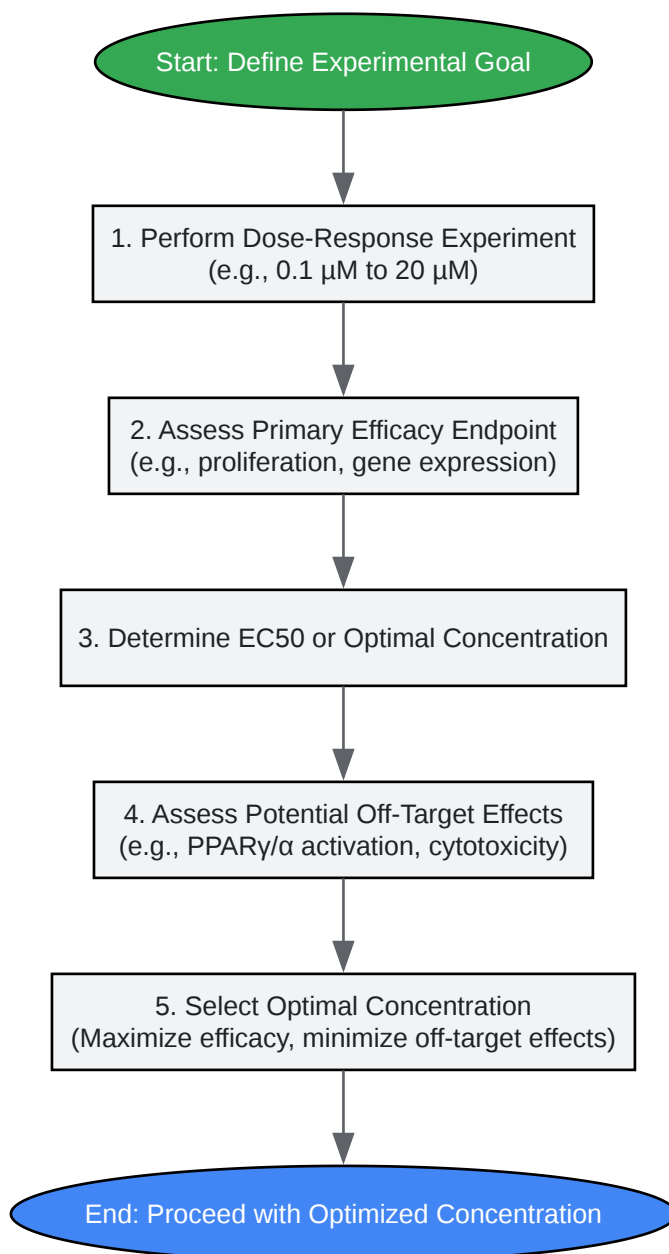 Start: Define Experimental Goal
1. Perform Dose-Response Experiment
(e.g., 0.1 µM to 20 µM)
2. Assess Primary Efficacy Endpoint
(e.g., proliferation, gene expression)
3. Determine EC50 or Optimal Concentration
4. Assess Potential Off-Target Effects
(e.g., PPARγ/α activation, cytotoxicity)
5. Select Optimal Concentration
(Maximize efficacy, minimize off-target effects)
End: Proceed with Optimized Concentration